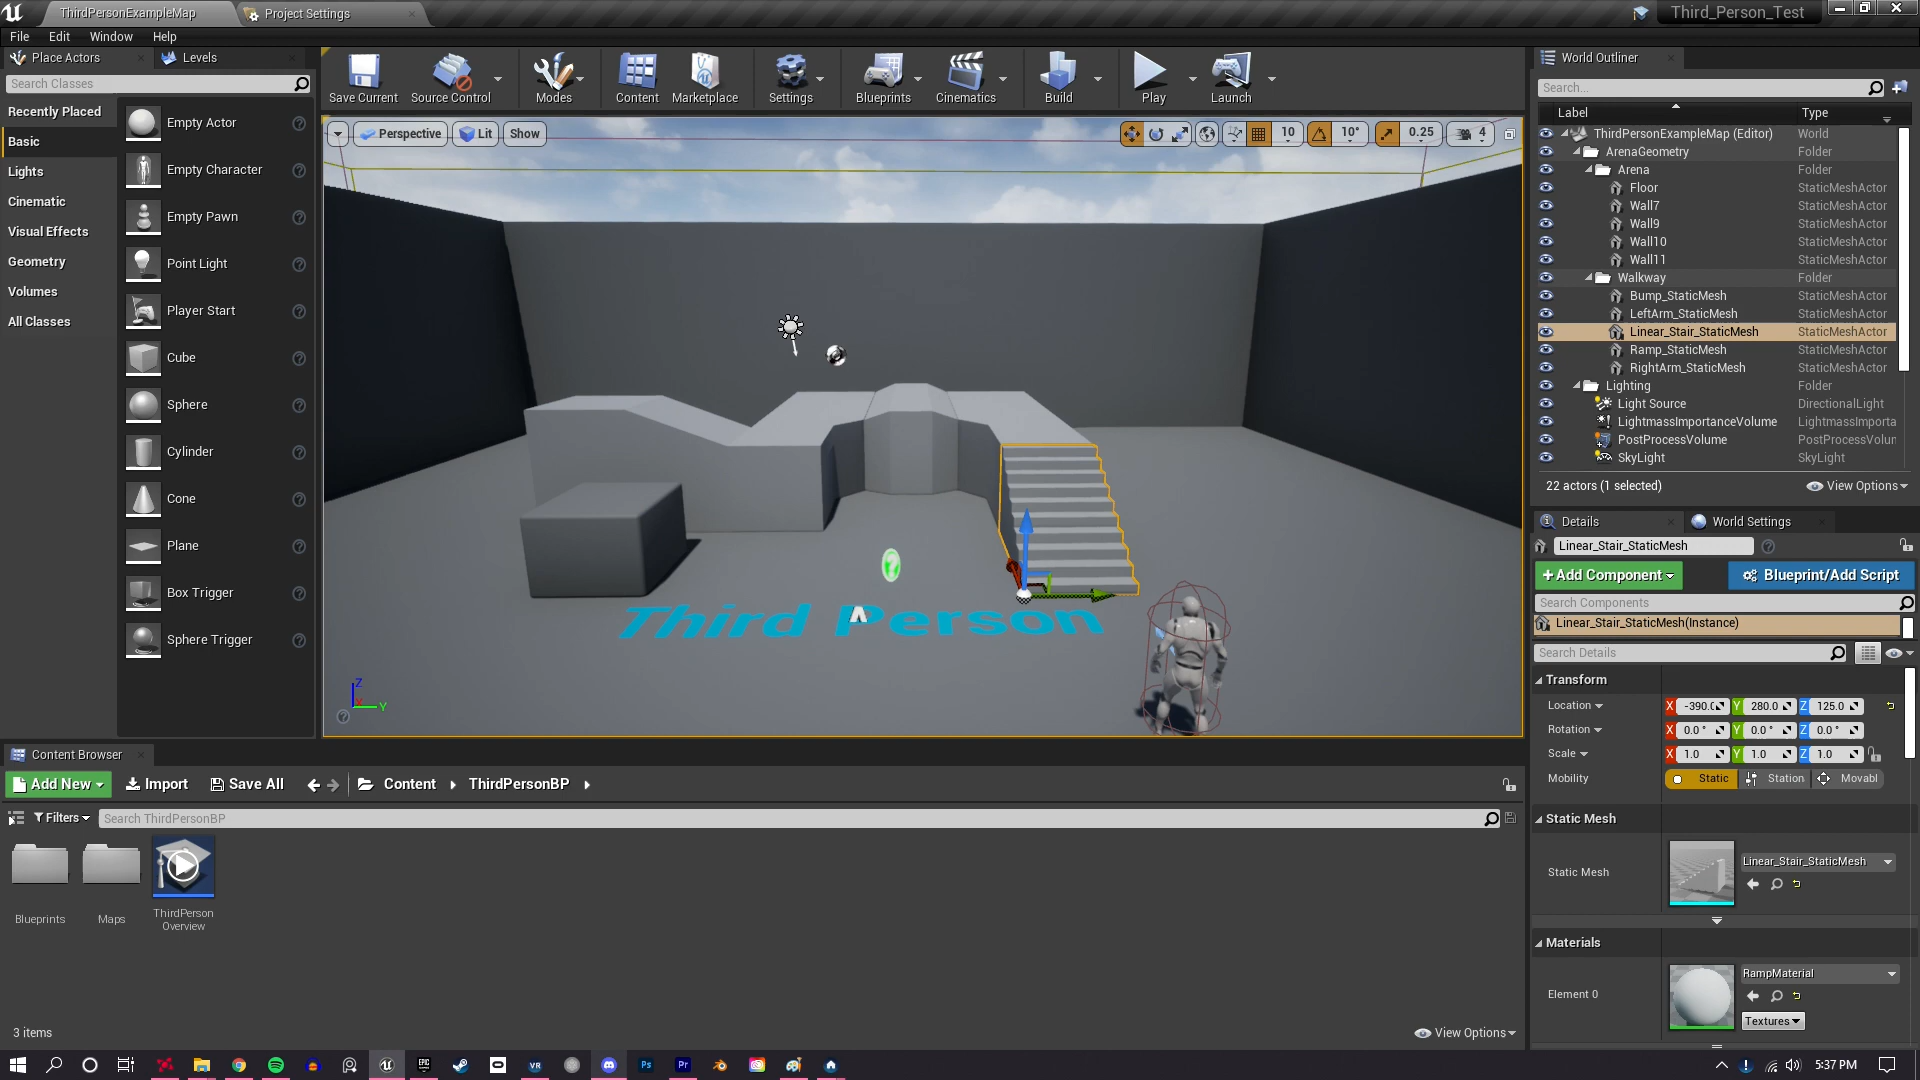 ThirdPersonExampleMap
Project Settings
Third_Person_Test
File Edit Window Help
Place Actors
Levels
Search Classes
Recently Placed
Basic
Lights
Cinematic
Visual Effects
Geometry
Volumes
All Classes
Empty Actor
Empty Character
Empty Pawn
Point Light
Player Start
Cube
Sphere
Cylinder
Cone
Plane
Box Trigger
Sphere Trigger
Save Current
Source Control
Modes
Content
Marketplace
Settings
Blueprints
Cinematics
Build
Play
Launch
Perspective
Lit
Show
10
10°
0.25
4
Third Person
Z
X
Y
World Outliner
Search...
Label Type
ThirdPersonExampleMap (Editor) World
ArenaGeometry Folder
Arena Folder
Floor StaticMeshActor
Wall7 StaticMeshActor
Wall9 StaticMeshActor
Wall10 StaticMeshActor
Wall11 StaticMeshActor
Walkway Folder
Bump_StaticMesh StaticMeshActor
LeftArm_StaticMesh StaticMeshActor
Linear_Stair_StaticMesh StaticMeshActor
Ramp_StaticMesh StaticMeshActor
RightArm_StaticMesh StaticMeshActor
Lighting Folder
Light Source DirectionalLight
LightmassImportanceVolume LightmassImporta
PostProcessVolume PostProcessVolun
SkyLight SkyLight
22 actors (1 selected)
View Options
Details
World Settings
Linear_Stair_StaticMesh
+Add Component
Blueprint/Add Script
Search Components
Linear_Stair_StaticMesh(Instance)
Search Details
Transform
Location X -390.0 Y 280.0 Z 125.0
Rotation X 0.0 ° Y 0.0 ° Z 0.0 °
Scale X 1.0 Y 1.0 Z 1.0
Mobility Static Station Movabl
Static Mesh
Static Mesh
Linear_Stair_StaticMesh
Materials
Element 0
RampMaterial
Textures
Content Browser
Add New
Import
Save All
Content
ThirdPersonBP
Filters
Search ThirdPersonBP
Blueprints
Maps
ThirdPerson
Overview
3 items
View Options
EPIC
GAMES
VR
Ps
Pr
5:37 PM